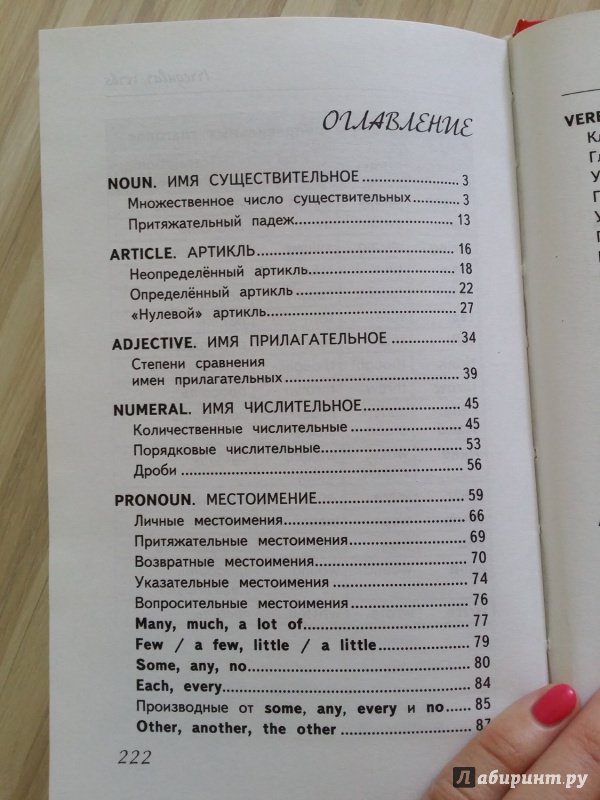 ОГЛАВЛЕНИЕ
NOUN. ИМЯ СУЩЕСТВИТЕЛЬНОЕ.................. 3
Множественное число существительных......... 3
Притяжательный падеж............................. 13
ARTICLE. АРТИКЛЬ..................................... 16
Неопределённый артикль........................... 18
Определённый артикль.............................. 22
«Нулевой» артикль................................... 27
ADJECTIVE. ИМЯ ПРИЛАГАТЕЛЬНОЕ............. 34
Степени сравнения
имен прилагательных................................ 39
NUMERAL. ИМЯ ЧИСЛИТЕЛЬНОЕ.................. 45
Количественные числительные.................... 45
Порядковые числительные.......................... 53
Дроби................................................... 56
PRONOUN. МЕСТОИМЕНИЕ......................... 59
Личные местоимения................................ 66
Притяжательные местоимения..................... 69
Возвратные местоимения........................... 70
Указательные местоимения........................ 74
Вопросительные местоимения..................... 76
Many, much, a lot of................................ 77
Few / a few, little / a little......................... 79
Some, any, no......................................... 80
Each, every............................................ 84
Производные от some, any, every и no......... 85
Other, another, the other........................... 87
222
Лабиринт.ру